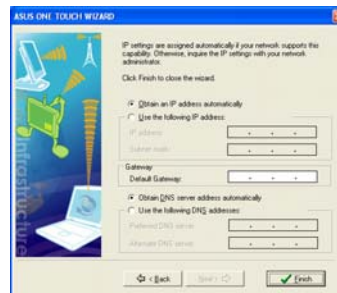 ASUS ONE TOUCH WIZARD
IP settings are assigned automatically if your network supports this
capability. Otherwise, inquire the IP settings with your network
administrator.
Click Finish to close the wizard.
Obtain an IP address automatically
Use the following IP address:
IP address:
Subnet mask:
Gateway
Default Gateway:
Obtain DNS server address automatically
Use the following DNS addresses:
Preferred DNS server:
Alternate DNS server:
< Back
Next >
Finish
Infrastructure